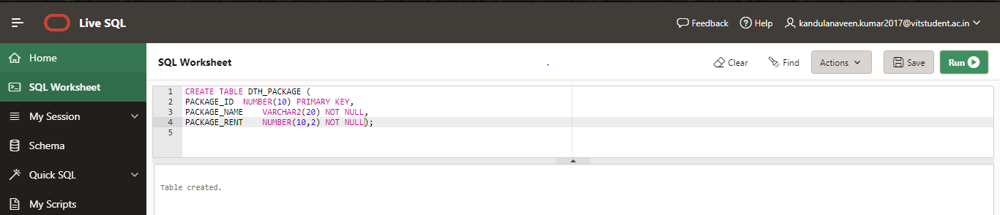 Live SQL
Feedback
Help
kandulanaveen.kumar2017@vitstudent.ac.in
Home
SQL Worksheet
My Session
Schema
Quick SQL
My Scripts
SQL Worksheet
Clear
Find
Actions
Save
Run
1 CREATE TABLE DTH_PACKAGE (
2 PACKAGE_ID NUMBER(10) PRIMARY KEY,
3 PACKAGE_NAME VARCHAR2(20) NOT NULL,
4 PACKAGE_RENT NUMBER(10,2) NOT NULL);
5
Table created.